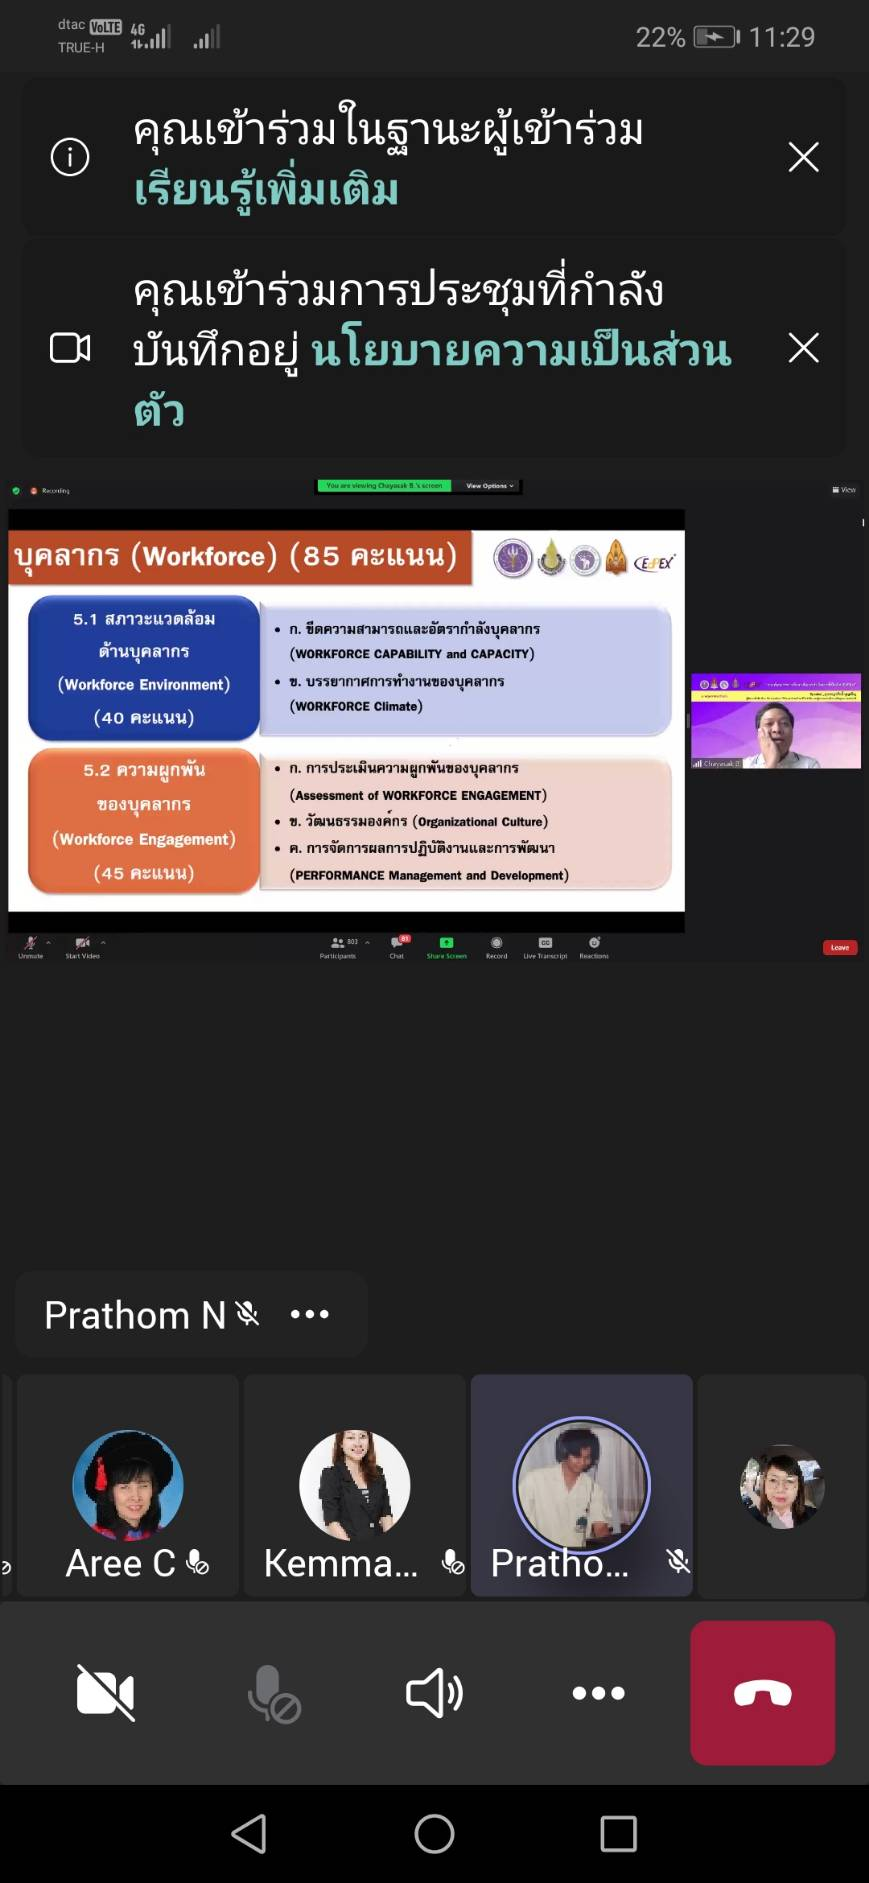 dtac VoLTE 4G
TRUE-H
22% 11:29
คุณเข้าร่วมในฐานะผู้เข้าร่วม
เรียนรู้เพิ่มเติม
คุณเข้าร่วมการประชุมที่กำลัง
บันทึกอยู่ นโยบายความเป็นส่วน
ตัว
Recording
You are viewing Chayasak B.'s screen
View Options
View
บุคลากร (Workforce) (85 คะแนน)
EdPEx
5.1 สภาวะแวดล้อม
ด้านบุคลากร
(Workforce Environment)
(40 คะแนน)
• ก. ขีดความสามารถและอัตรากำลังบุคลากร
(WORKFORCE CAPABILITY and CAPACITY)
• ข. บรรยากาศการทำงานของบุคลากร
(WORKFORCE Climate)
5.2 ความผูกพัน
ของบุคลากร
(Workforce Engagement)
(45 คะแนน)
• ก. การประเมินความผูกพันของบุคลากร
(Assessment of WORKFORCE ENGAGEMENT)
• ข. วัฒนธรรมองค์กร (Organizational Culture)
• ค. การจัดการผลการปฏิบัติงานและการพัฒนา
(PERFORMANCE Management and Development)
Chayasak B.
Unmute
Start Video
803
Participants
81
Chat
Share Screen
Record
CC
Live Transcript
Reactions
Leave
Prathom N
Aree C
Kemma...
Pratho...